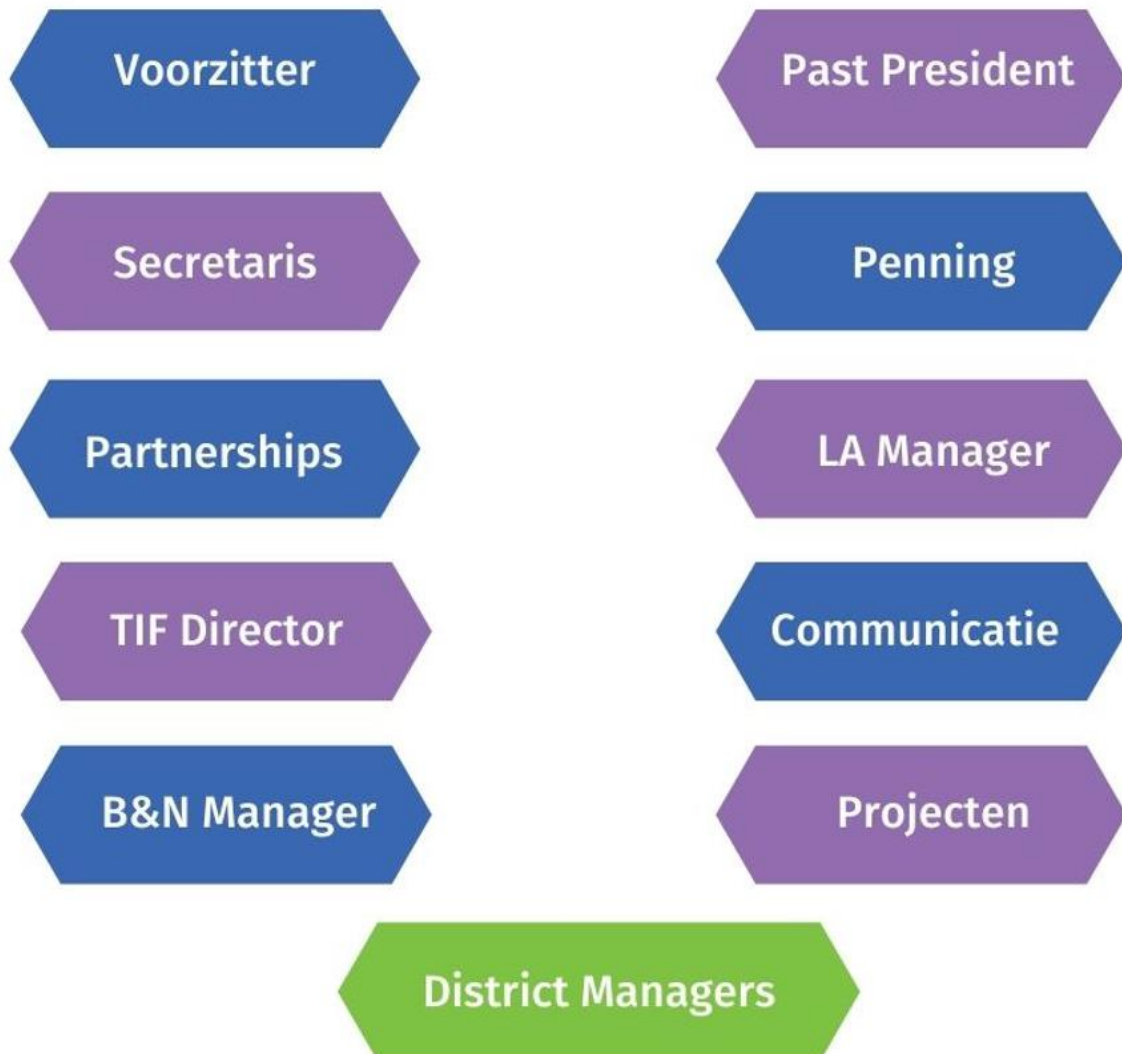 Voorzitter
Past President
Secretaris
Penning
Partnerships
LA Manager
TIF Director
Communicatie
B&N Manager
Projecten
District Managers